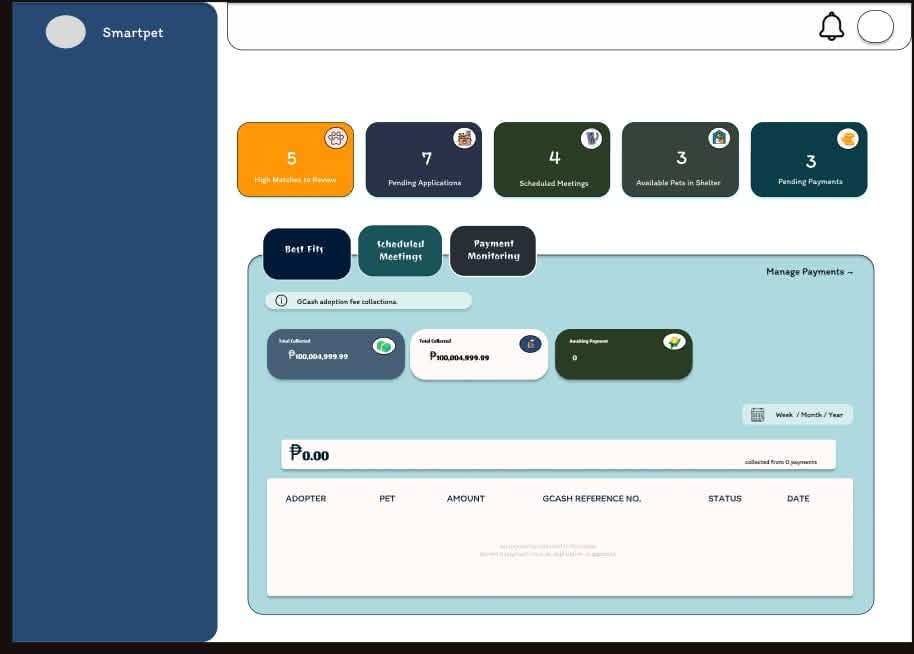 Smartpet
5
High Matches to Review
7
Pending Applications
4
Scheduled Meetings
3
Available Pets in Shelter
3
Pending Payments
Best Fits
Scheduled
Meetings
Payment
Monitoring
Manage Payments →
GCash adoption fee collections.
Total Collected
₱100,004,999.99
Total Collected
₱100,004,999.99
Awaiting Payment
0
Week / Month / Year
₱0.00
collected from 0 payments
ADOPTER PET AMOUNT GCASH REFERENCE NO. STATUS DATE